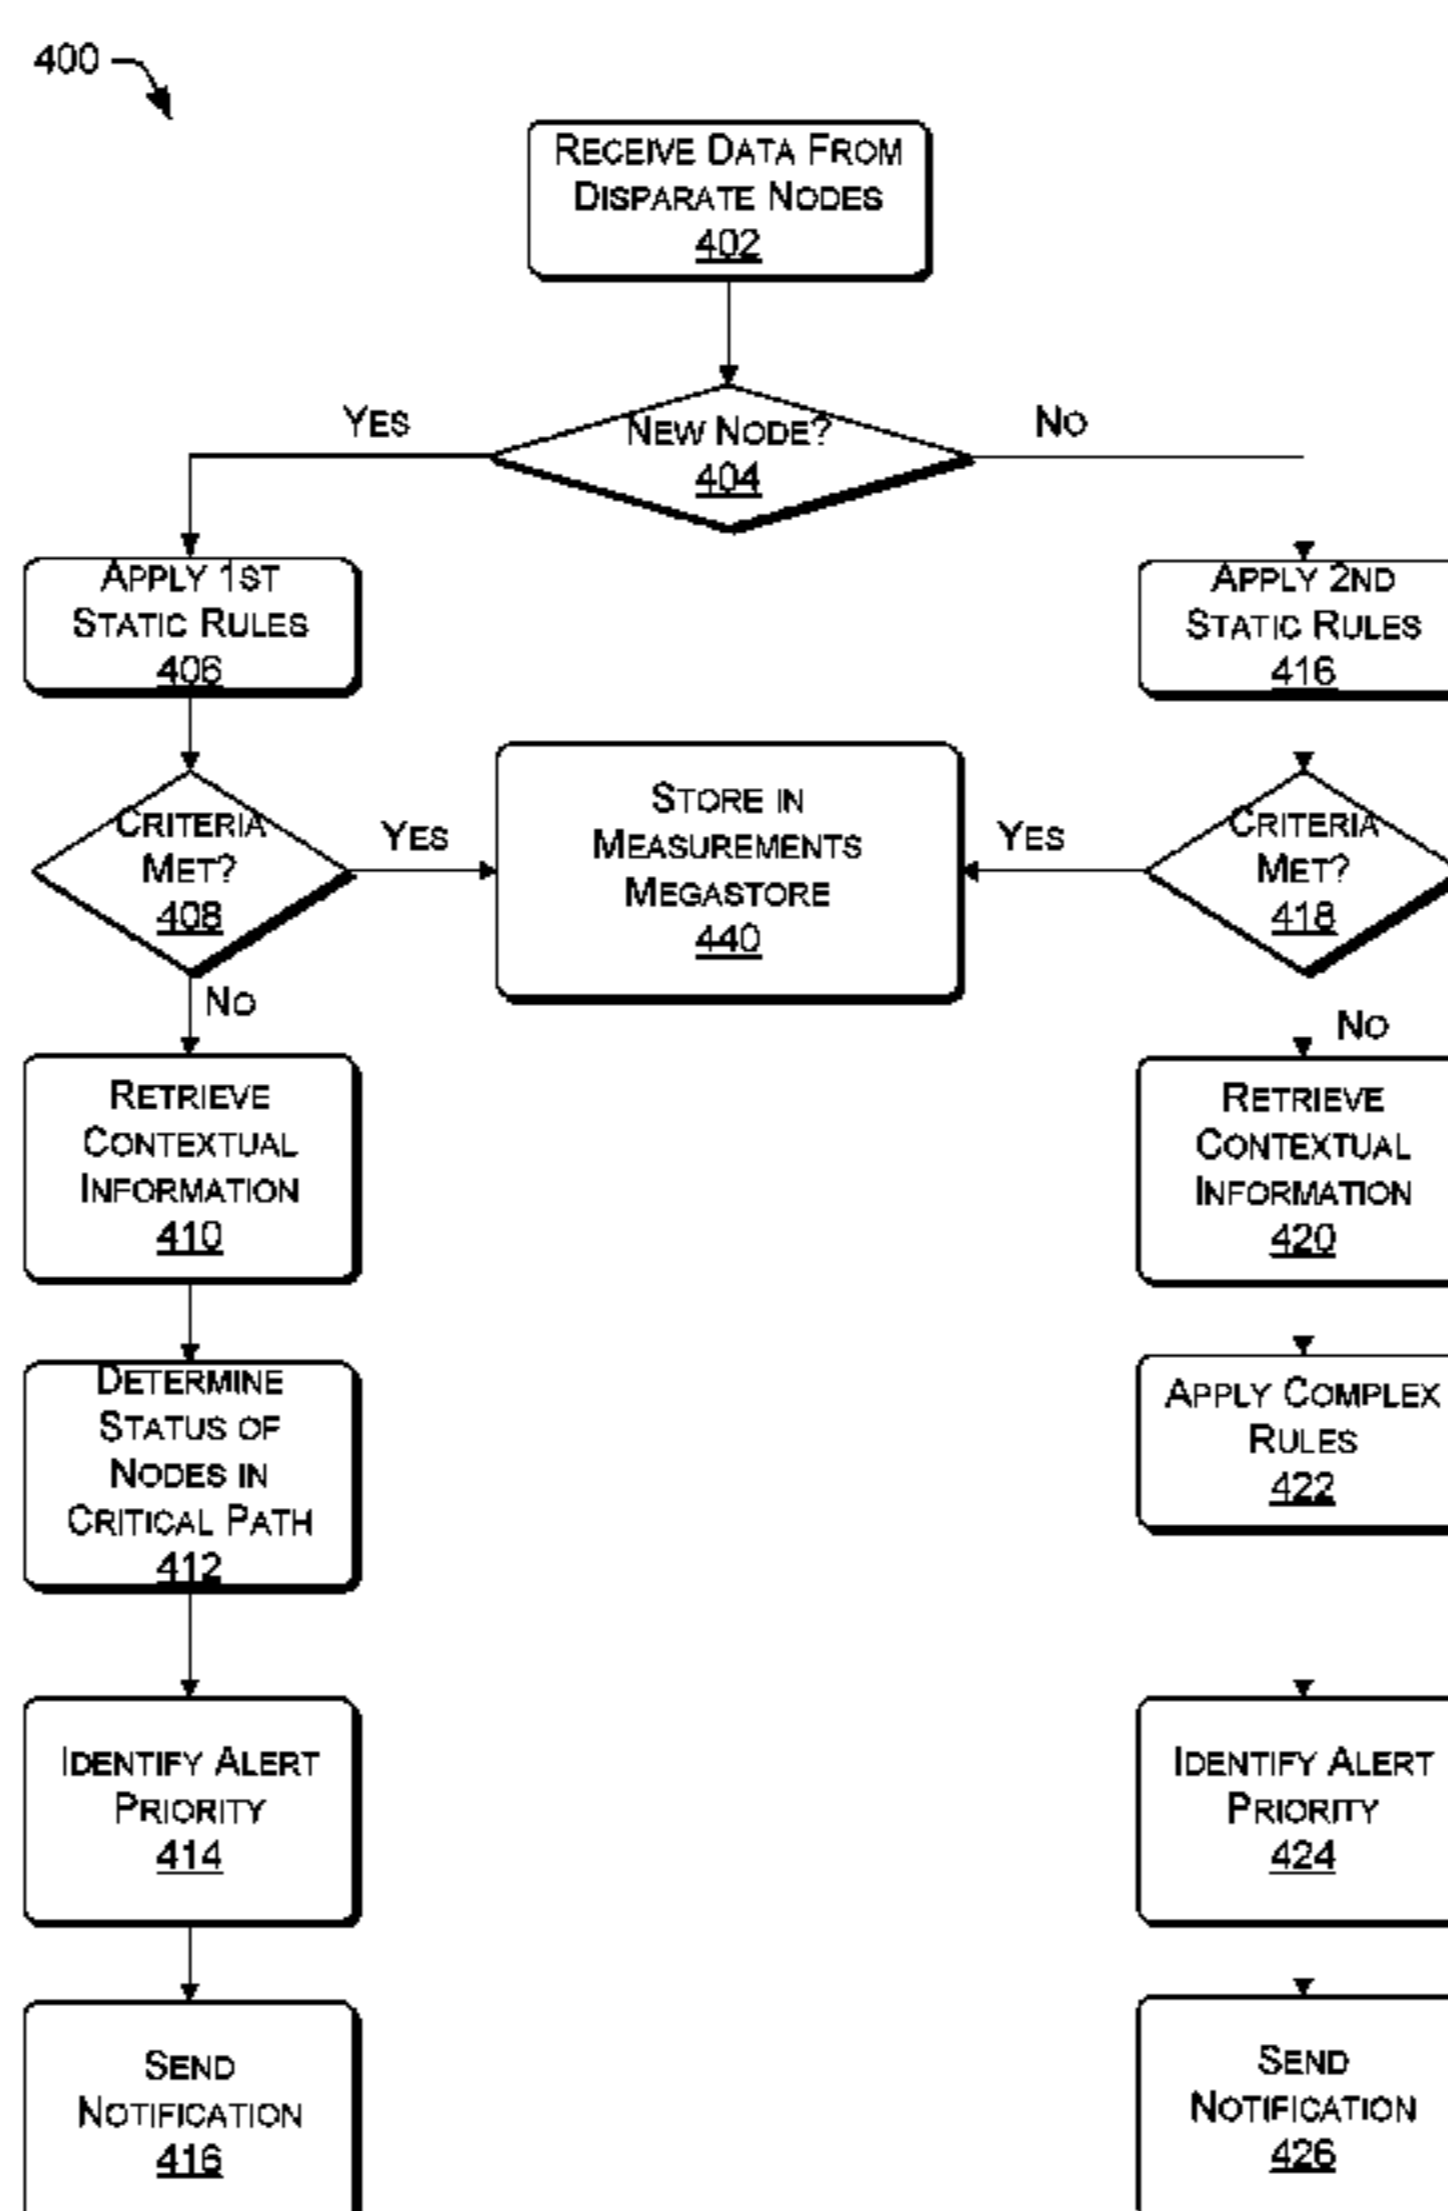 400
RECEIVE DATA FROM
DISPARATE NODES
402
YES
NEW NODE?
404
NO
APPLY 1ST
STATIC RULES
406
APPLY 2ND
STATIC RULES
416
CRITERIA
MET?
408
YES
STORE IN
MEASUREMENTS
MEGASTORE
440
YES
CRITERIA
MET?
418
NO
NO
RETRIEVE
CONTEXTUAL
INFORMATION
410
RETRIEVE
CONTEXTUAL
INFORMATION
420
DETERMINE
STATUS OF
NODES IN
CRITICAL PATH
412
APPLY COMPLEX
RULES
422
IDENTIFY ALERT
PRIORITY
414
IDENTIFY ALERT
PRIORITY
424
SEND
NOTIFICATION
416
SEND
NOTIFICATION
426